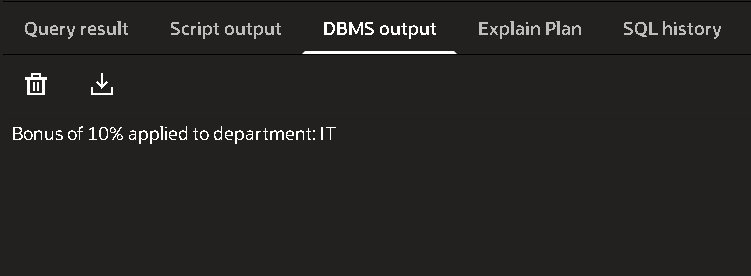 Query result Script output DBMS output Explain Plan SQL history
Bonus of 10% applied to department: IT